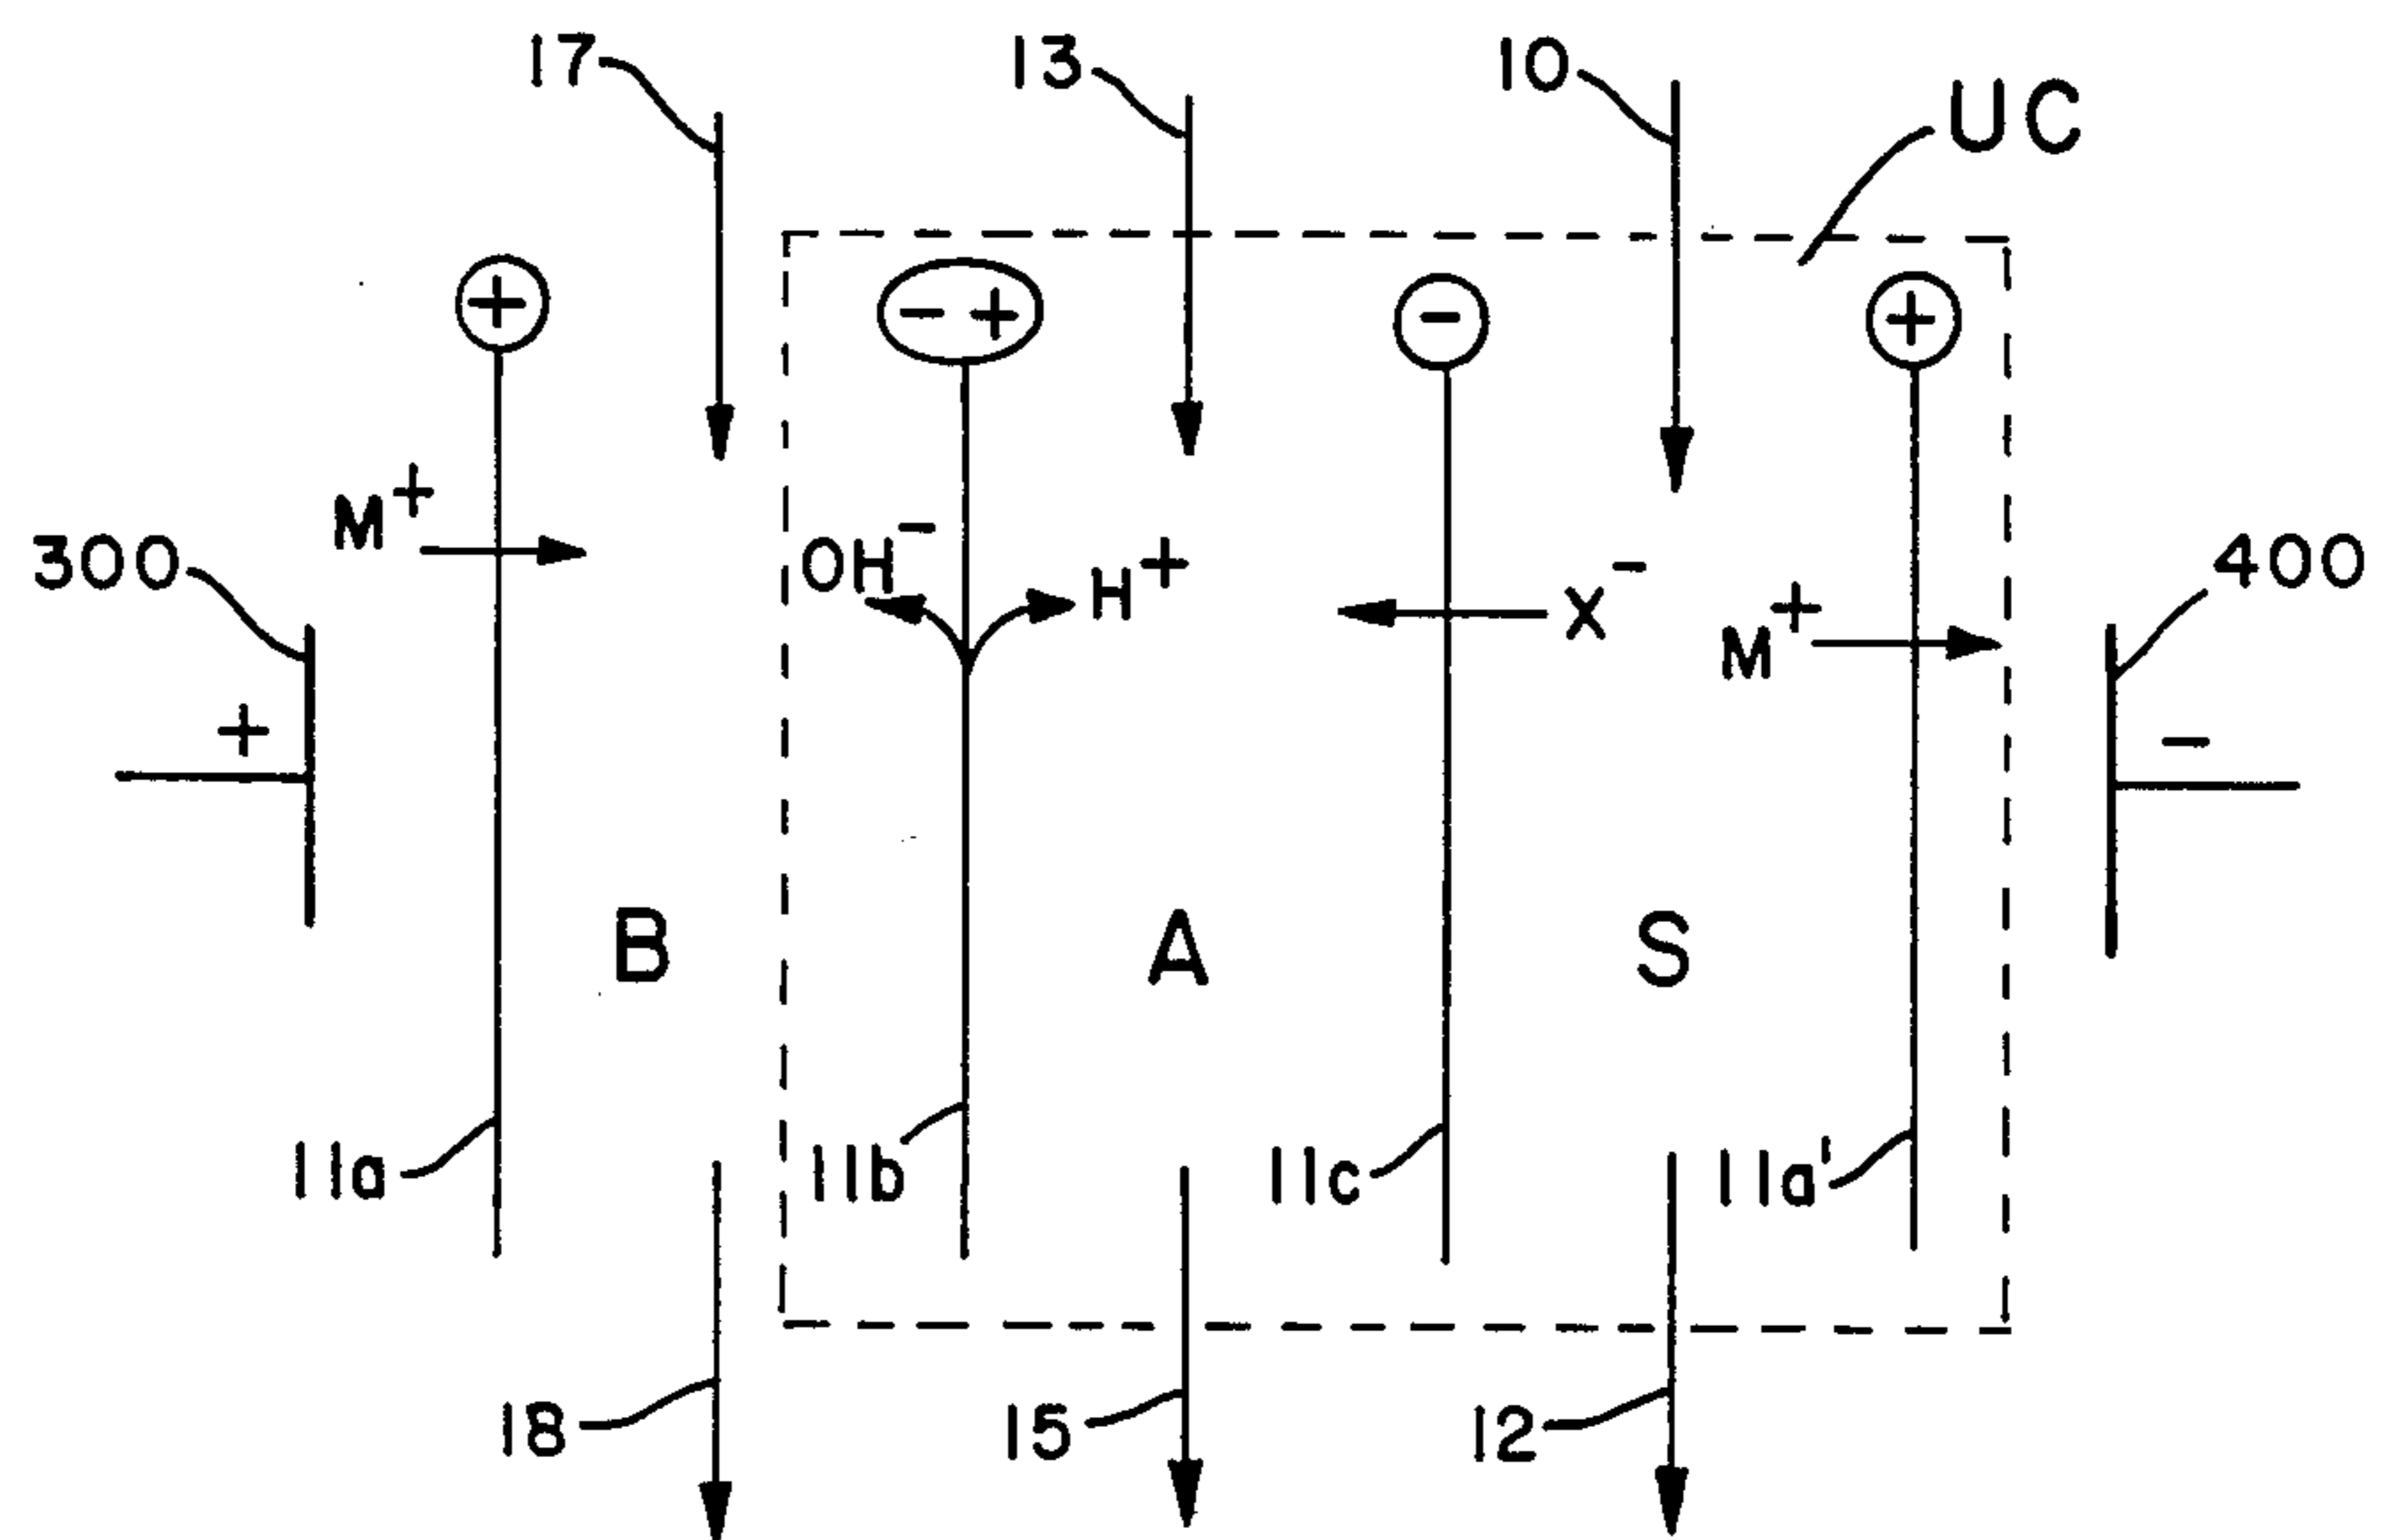 17 13 10 UC
+ - + - +
M+ OH- H+ X- M+
300 400
+ -
B A S
11a 11b 11c 11a'
18 15 12